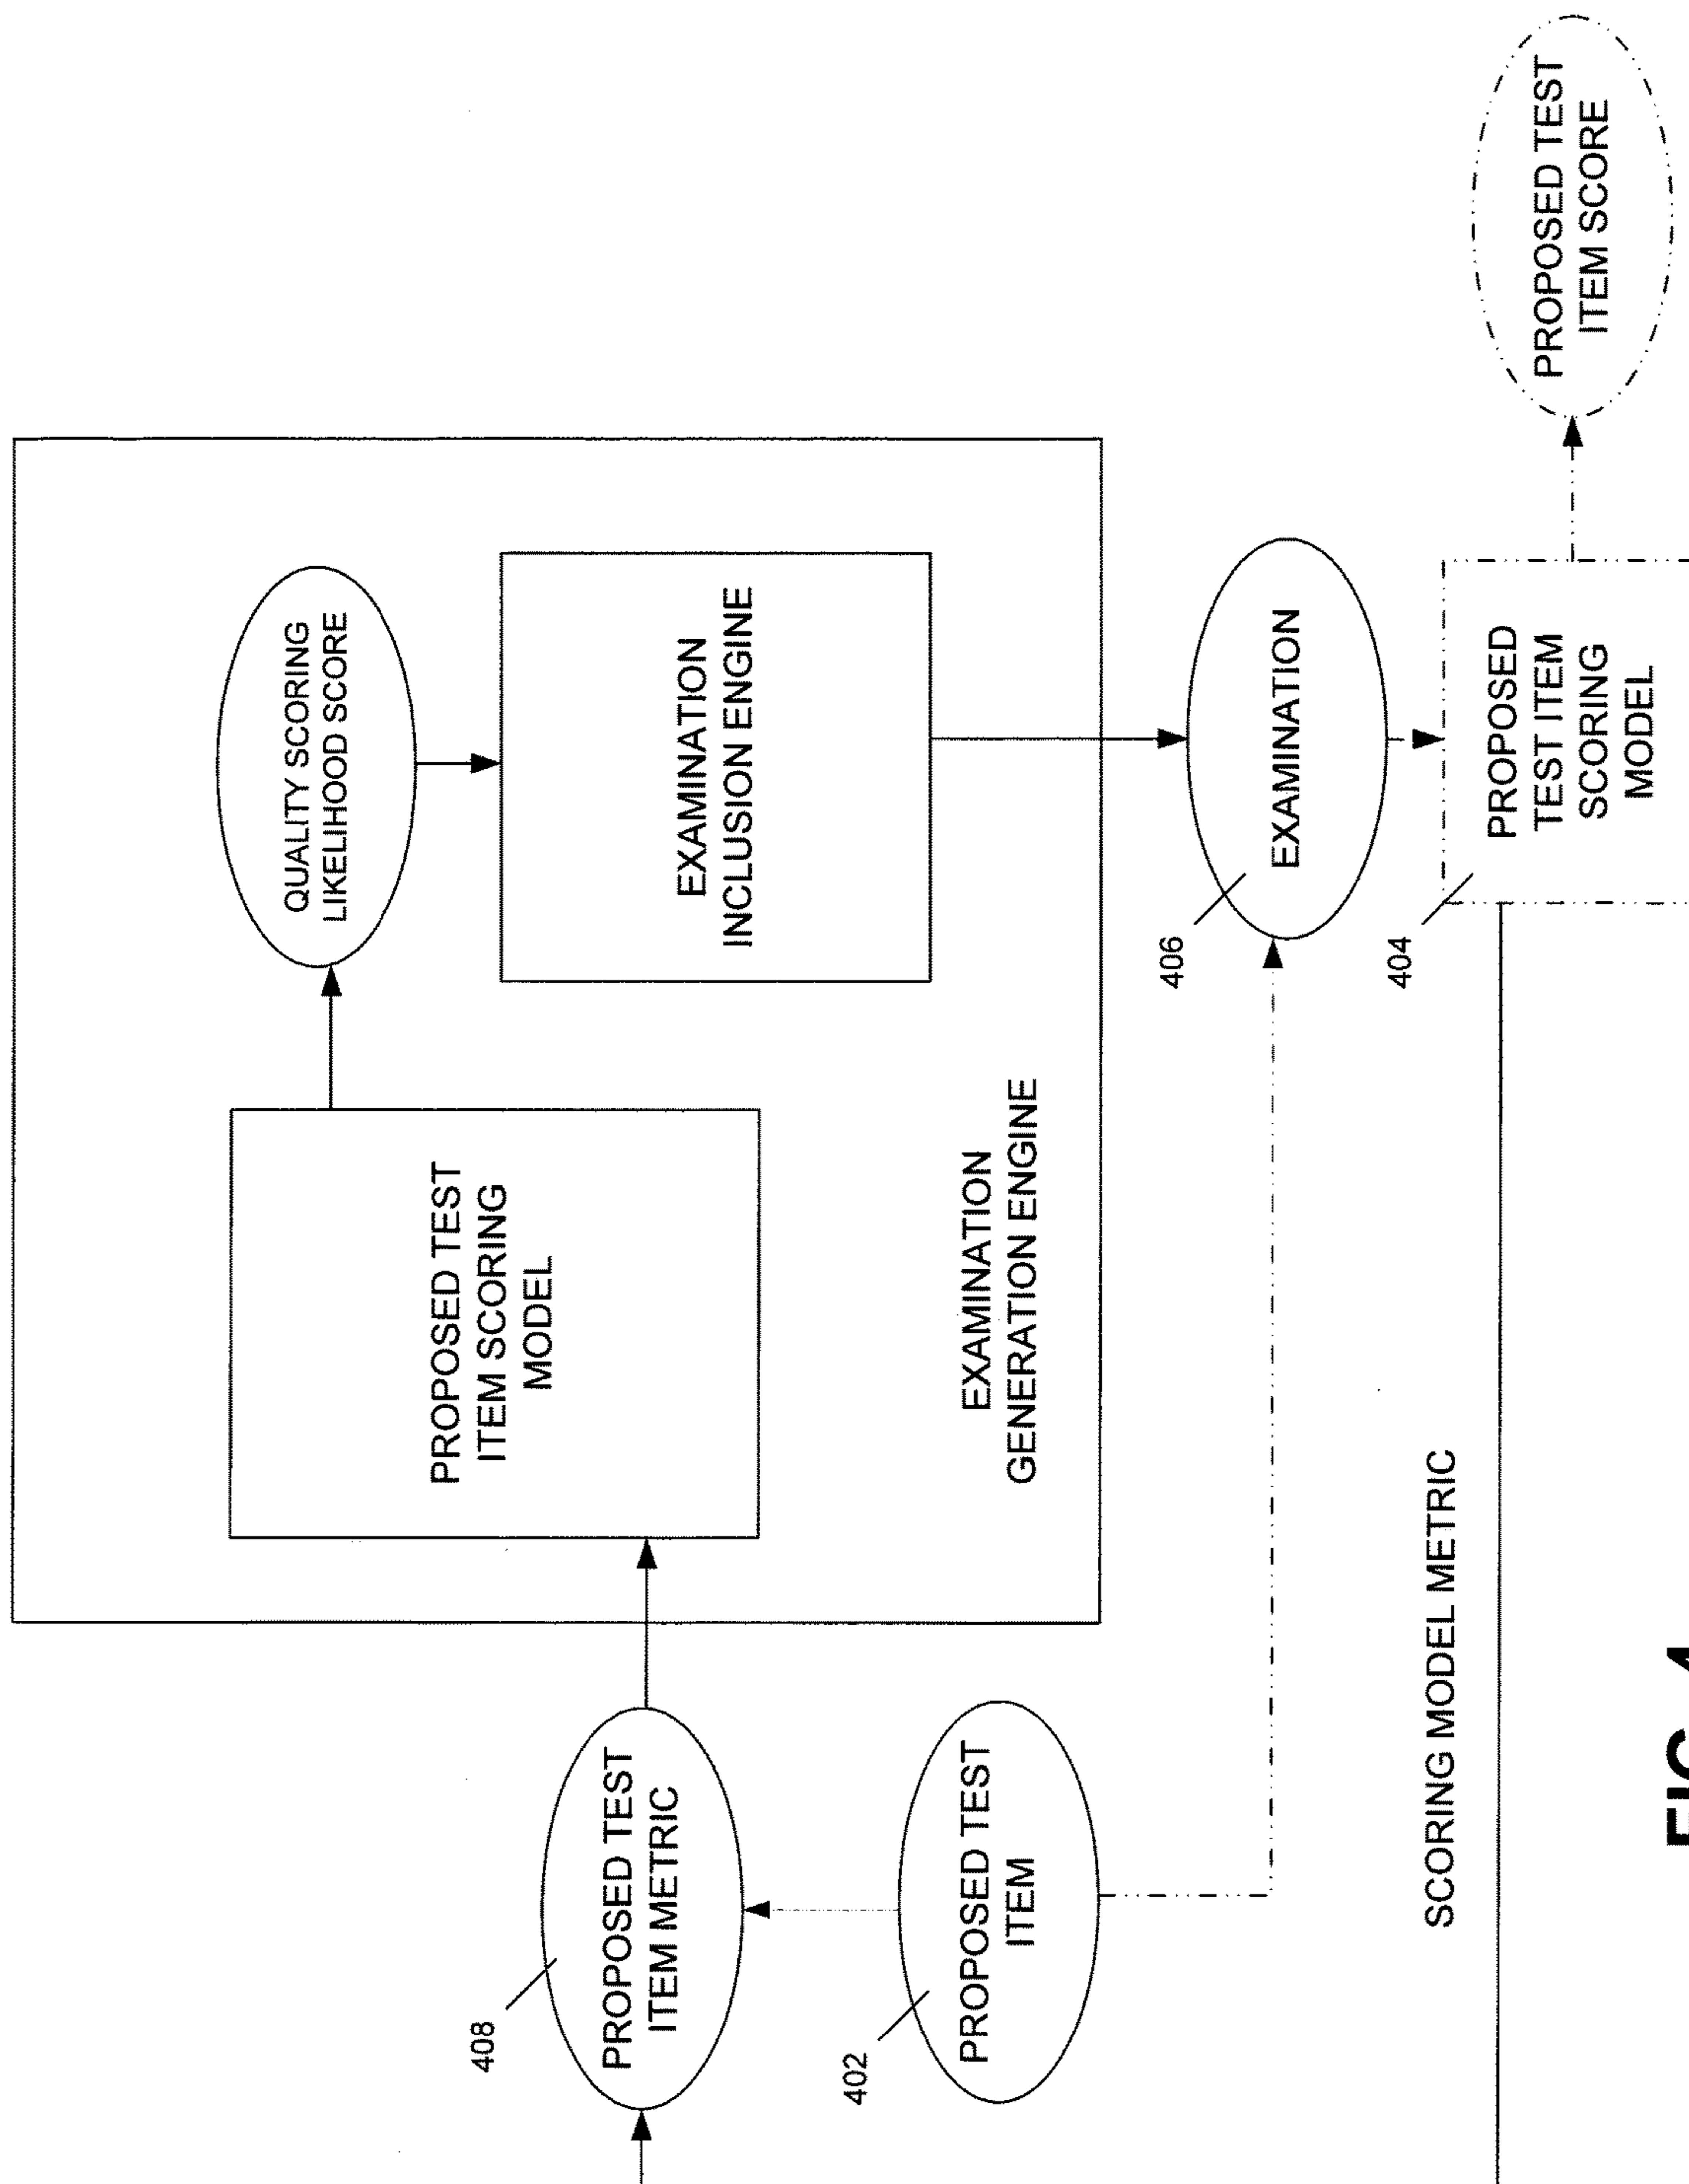 QUALITY SCORING
LIKELIHOOD SCORE
PROPOSED TEST
ITEM SCORING
MODEL
EXAMINATION
INCLUSION ENGINE
408
PROPOSED TEST
ITEM METRIC
402
PROPOSED TEST
ITEM
EXAMINATION
GENERATION ENGINE
406
EXAMINATION
404
SCORING MODEL METRIC
PROPOSED
TEST ITEM
SCORING
MODEL
PROPOSED TEST
ITEM SCORE
FIG. 4